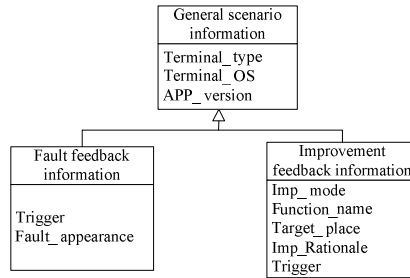 General scenario
information
Terminal_type
Terminal_OS
APP_version
Fault feedback
information
Trigger
Fault_appearance
Improvement
feedback information
Imp_mode
Function_name
Target_place
Imp_Rationale
Trigger